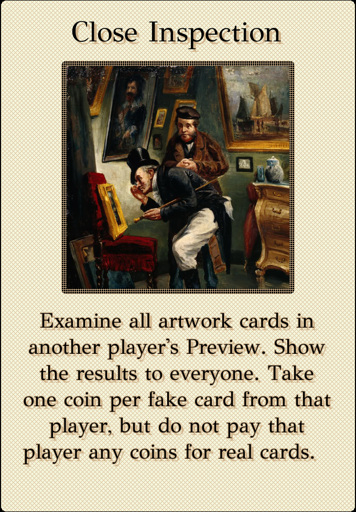 Close Inspection
Examine all artwork cards in
another player's Preview. Show
the results to everyone. Take
one coin per fake card from that
player, but do not pay that
player any coins for real cards.